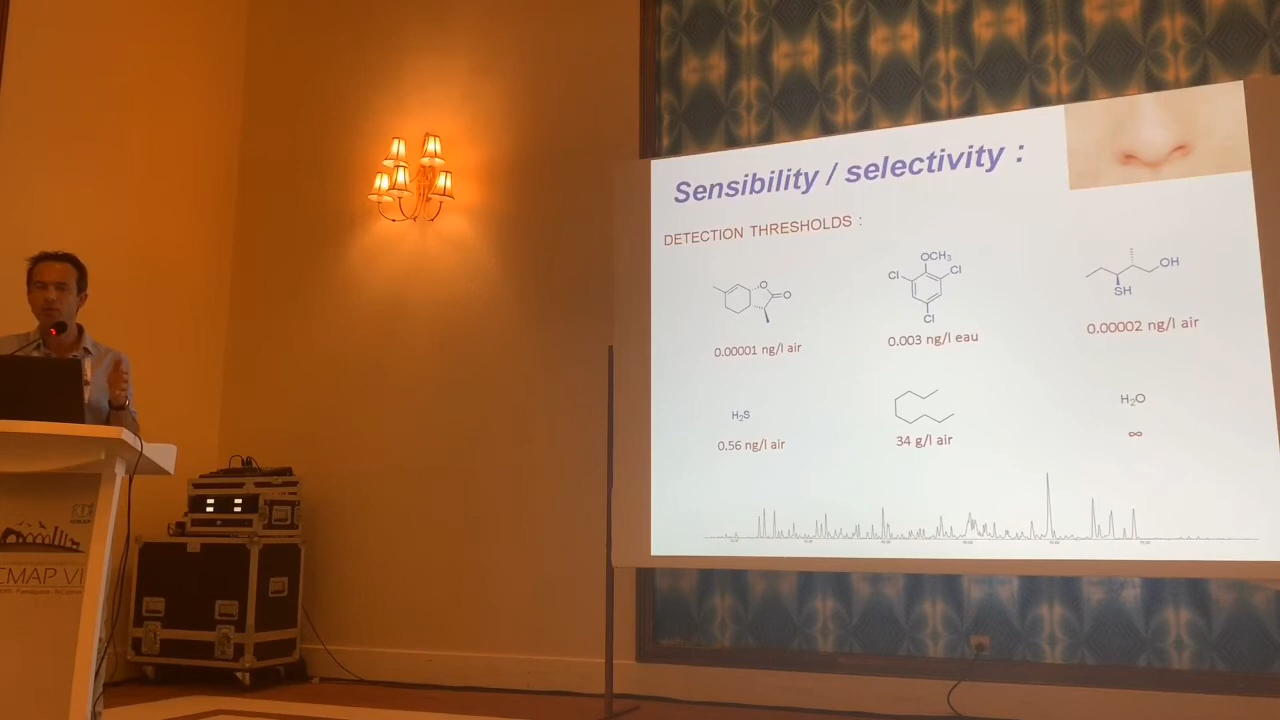 Sensibility / selectivity :
DETECTION THRESHOLDS :
O
O
0.00001 ng/l air
OCH₃
Cl
Cl
Cl
0.003 ng/l eau
OH
SH
0.00002 ng/l air
H₂S
0.56 ng/l air
34 g/l air
H₂O
∞
CMAP VI